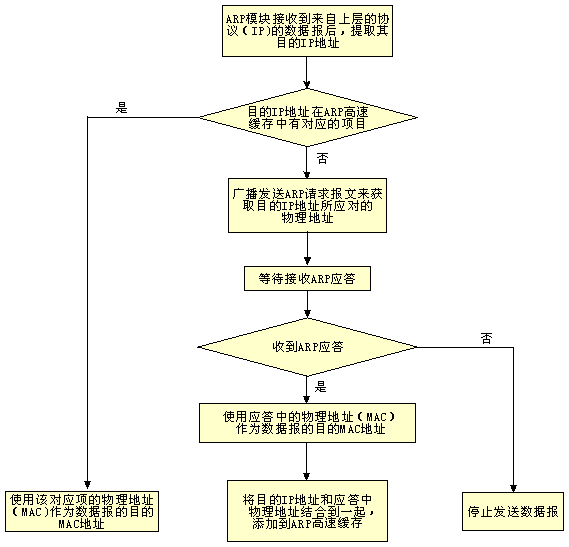 ARP模块接收到来自上层的协
议(IP)的数据报后，提取其
目的IP地址
是
目的IP地址在ARP高速
缓存中有对应的项目
否
广播发送ARP请求报文来获
取目的IP地址所应对的
物理地址
等待接收ARP应答
收到ARP应答
否
是
使用应答中的物理地址(MAC)
作为数据报的目的MAC地址
使用该对应项的物理地址
(MAC)作为数据报的目的
MAC地址
将目的IP地址和应答中
物理地址结合到一起，
添加到ARP高速缓存
停止发送数据报